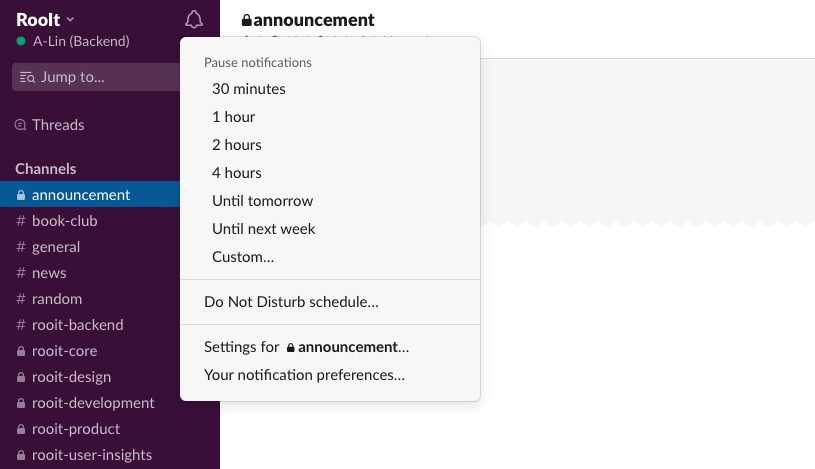 RooIt
A-Lin (Backend)
Jump to...
Threads
Channels
announcement
# book-club
# general
# news
# random
# rooit-backend
rooit-core
rooit-design
rooit-development
rooit-product
rooit-user-insights
announcement
Pause notifications
30 minutes
1 hour
2 hours
4 hours
Until tomorrow
Until next week
Custom...
Do Not Disturb schedule...
Settings for announcement...
Your notification preferences...